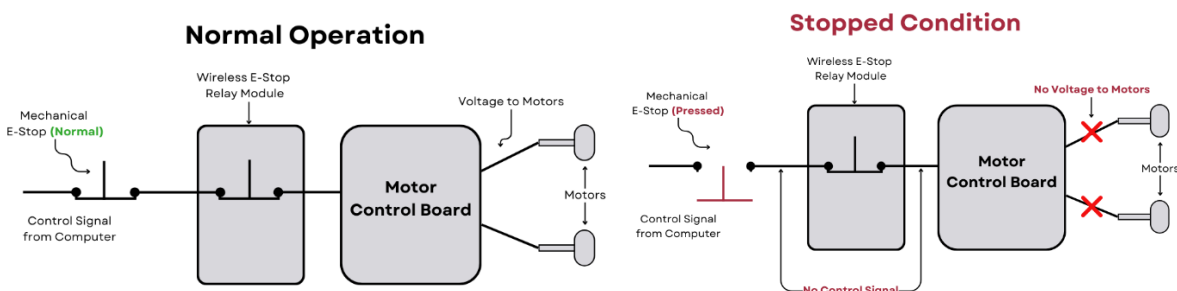 Normal Operation
Wireless E-Stop
Relay Module
Mechanical
E-Stop (Normal)
Voltage to Motors
Motor
Control Board
Motors
Control Signal
from Computer
Stopped Condition
Wireless E-Stop
Relay Module
Mechanical
E-Stop (Pressed)
No Voltage to Motors
Motor
Control Board
Motors
Control Signal
from Computer
No Control Signal